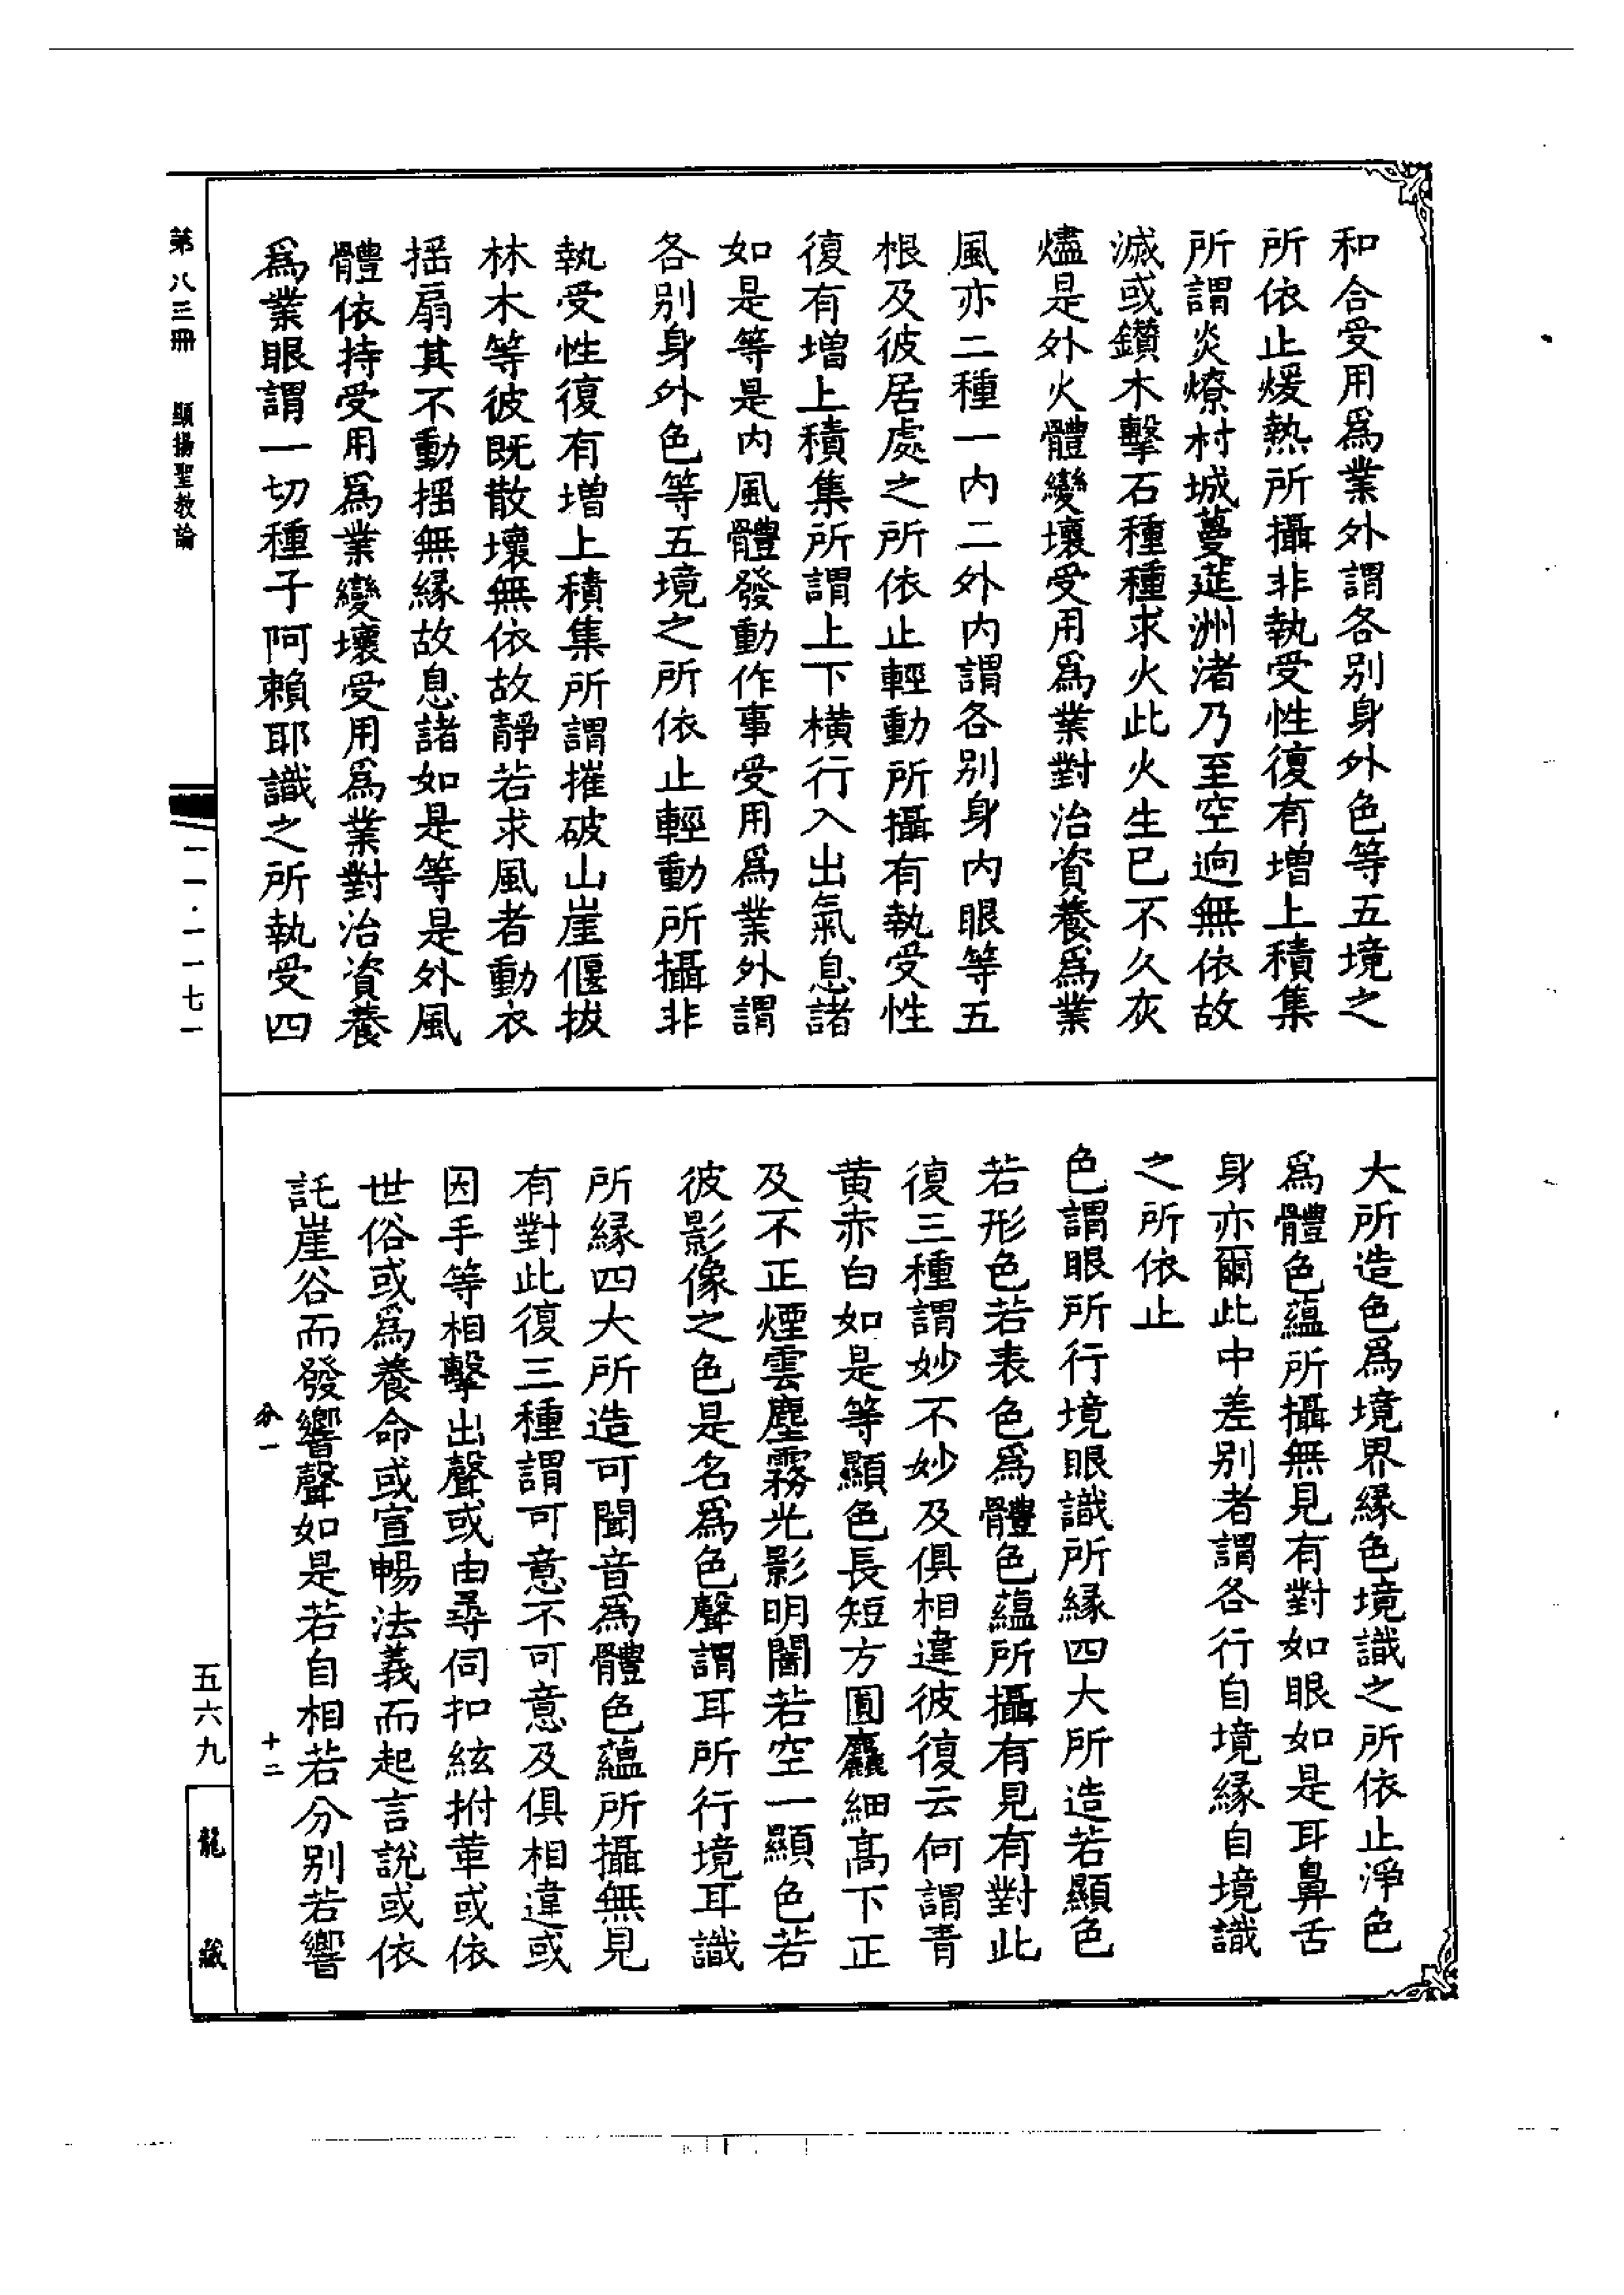 和合受用爲業外謂各別身外色等五境之
所依止煖熱所攝非執受性復有增上積集
所謂炎燎村城蔓莚洲渚乃至空逈無依故
滅或鑽木擊石種種求火此火生已不久灰
燼是外火體變壞受用爲業對治資養爲業
風亦二種一內二外內謂各別身內眼等五
根及彼居處之所依止輕動所攝有執受性
復有增上積集所謂上下橫行入出氣息諸
如是等是內風體發動作事受用爲業外謂
各別身外色等五境之所依止輕動所攝非
執受性復有增上積集所謂摧破山崖偃拔
林木等彼既散壞無依故靜若求風者動衣
搖扇其不動搖無緣故息諸如是等是外風
體依持受用爲業變壞受用爲業對治資養
爲業眼謂一切種子阿賴耶識之所執受四
大所造色爲境界緣色境識之所依止淨色
爲體色蘊所攝無見有對如眼如是耳鼻舌
身亦爾此中差別者謂各行自境緣自境識
之所依止
色謂眼所行境眼識所緣四大所造若顯色
若形色若表色爲體色蘊所攝有見有對此
復三種謂妙不妙及俱相違彼復云何謂青
黃赤白如是等顯色長短方圓麤細高下正
及不正煙雲塵霧光影明闇若空一顯色若
彼影像之色是名爲色聲謂耳所行境耳識
所緣四大所造可聞音爲體色蘊所攝無見
有對此復三種謂可意不可意及俱相違或
因手等相擊出聲或由尋伺扣絃拊革或依
世俗或爲養命或宣暢法義而起言說或依
託崖谷而發響聲如是若自相若分別若響
分一 十二
第八三冊 顯揚聖教論
一一·一一七一
五六九
龍藏